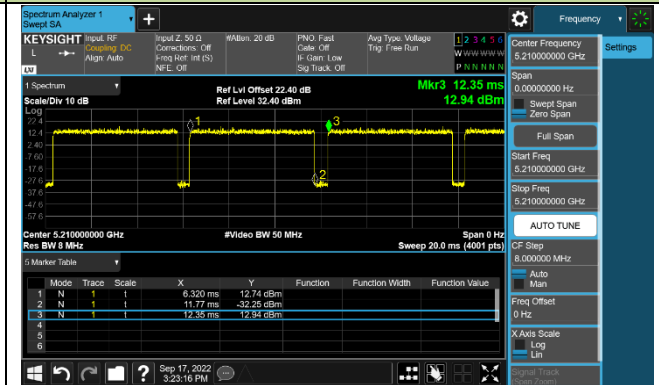 Spectrum Analyzer 1
Swept SA
+
Frequency
KEYSIGHT
L
LXI
Input: RF
Coupling: DC
Align: Auto
Input Z: 50 Ω
Corrections: Off
Freq Ref: Int (S)
NFE: Off
#Atten: 20 dB
PNO: Fast
Gate: Off
IF Gain: Low
Sig Track: Off
Avg Type: Voltage
Trig: Free Run
1 2 3 4 5 6
W W W W W W
P N N N N N
1 Spectrum
Scale/Div 10 dB
Log
Ref Lvl Offset 22.40 dB
Ref Level 32.40 dBm
Mkr3 12.35 ms
12.94 dBm
22.4
12.4
2.40
-7.60
-17.6
-27.6
-37.6
-47.6
-57.6
1
2
3
Center 5.210000000 GHz
Res BW 8 MHz
#Video BW 50 MHz
Span 0 Hz
Sweep 20.0 ms (4001 pts)
5 Marker Table
Mode Trace Scale X Y Function Function Width Function Value
1 N 1 t 6.320 ms 12.74 dBm
2 N 1 t 11.77 ms -32.25 dBm
3 N 1 t 12.35 ms 12.94 dBm
4
5
6
?
Sep 17, 2022
3:23:16 PM
Center Frequency
5.210000000 GHz
Settings
Span
0.00000000 Hz
Swept Span
Zero Span
Full Span
Start Freq
5.210000000 GHz
Stop Freq
5.210000000 GHz
AUTO TUNE
CF Step
8.000000 MHz
Auto
Man
Freq Offset
0 Hz
X Axis Scale
Log
Lin
Signal Track
(Span Zoom)